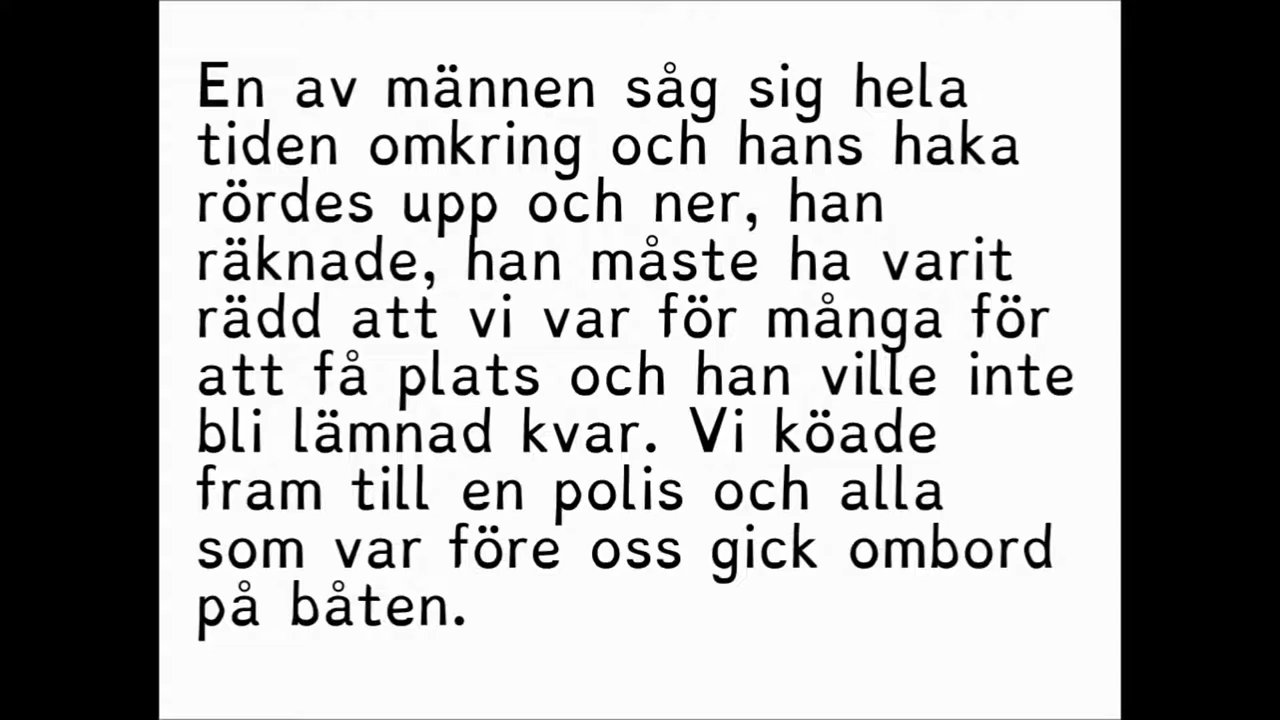 En av männen såg sig hela
tiden omkring och hans haka
rördes upp och ner, han
räknade, han måste ha varit
rädd att vi var för många för
att få plats och han ville inte
bli lämnad kvar. Vi köade
fram till en polis och alla
som var före oss gick ombord
på båten.